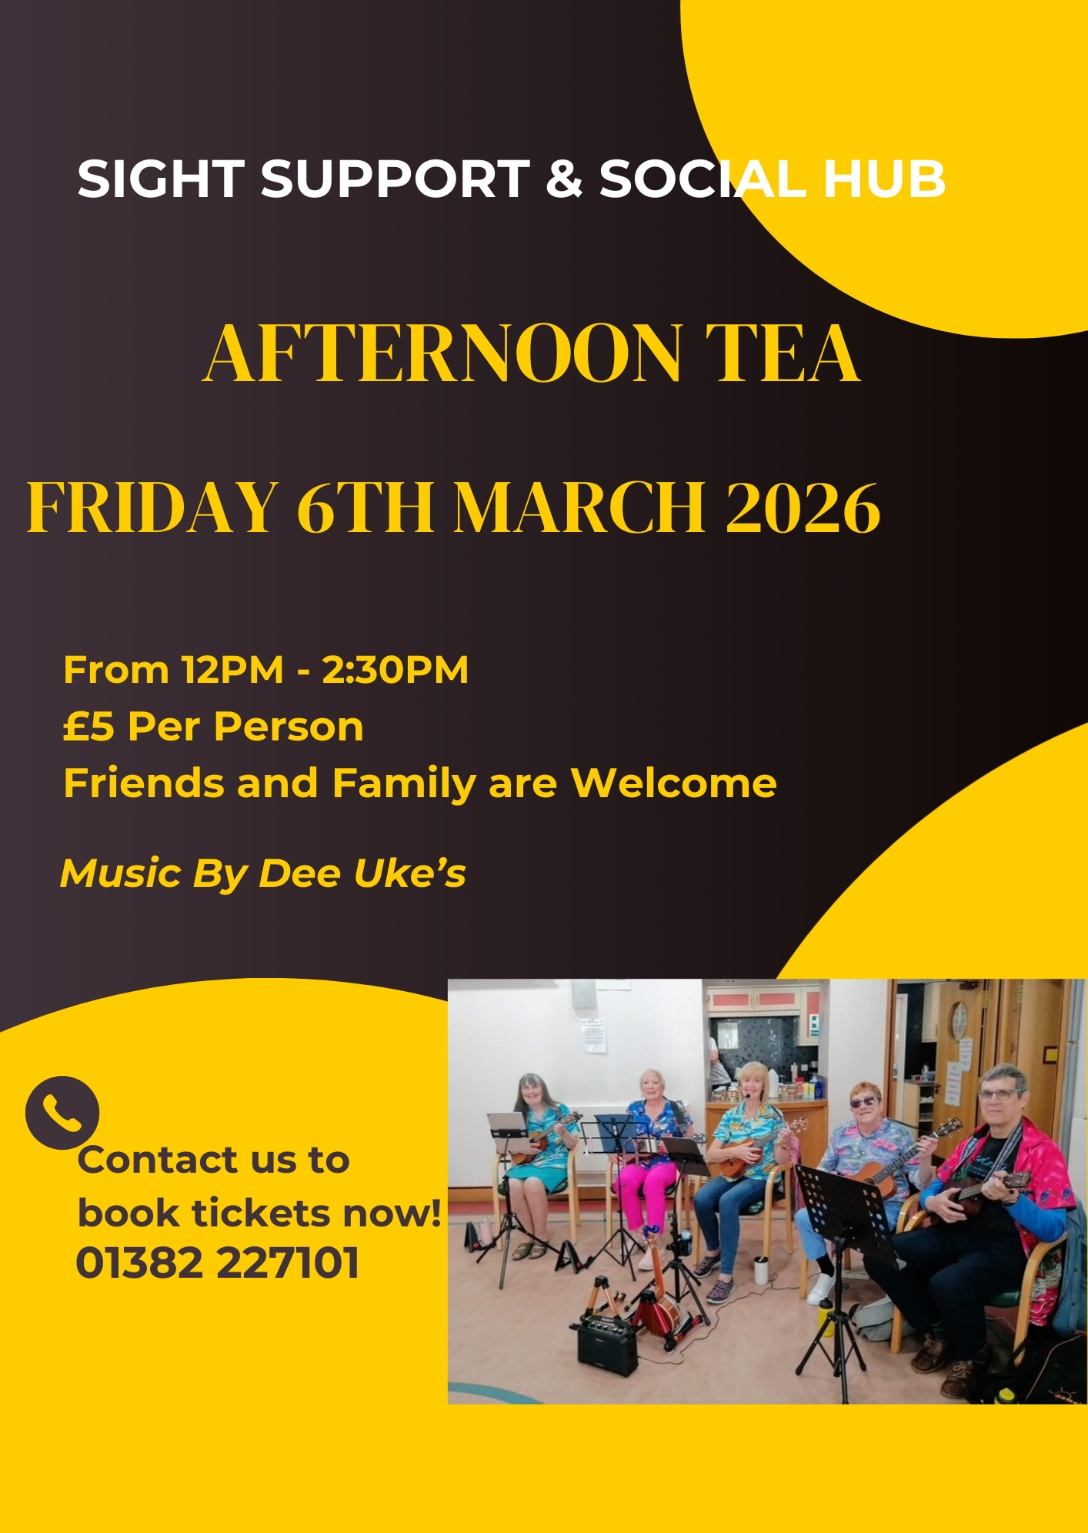 SIGHT SUPPORT & SOCIAL HUB
AFTERNOON TEA
FRIDAY 6TH MARCH 2026
From 12PM - 2:30PM
£5 Per Person
Friends and Family are Welcome
Music By Dee Uke’s
Contact us to
book tickets now!
01382 227101